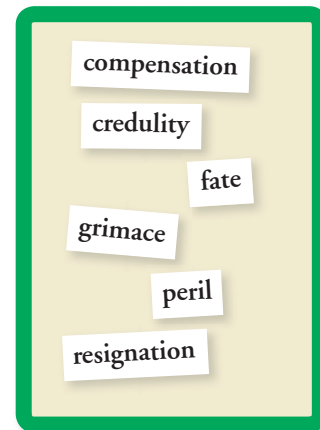 compensation
credulity
fate
grimace
peril
resignation